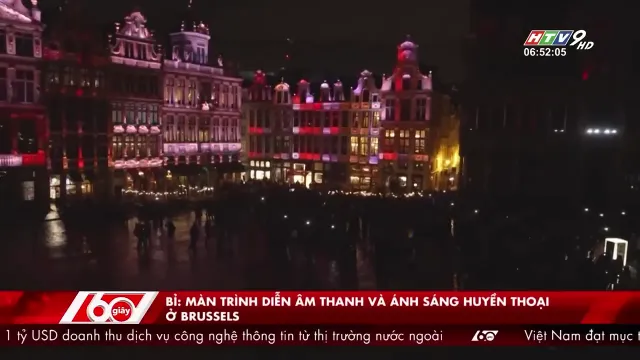 HTV9 HD
06:52:05
60 giây
BỈ: MÀN TRÌNH DIỄN ÂM THANH VÀ ÁNH SÁNG HUYỀN THOẠI
Ở BRUSSELS
1 tỷ USD doanh thu dịch vụ công nghệ thông tin từ thị trường nước ngoài 60 Việt Nam đạt mục t